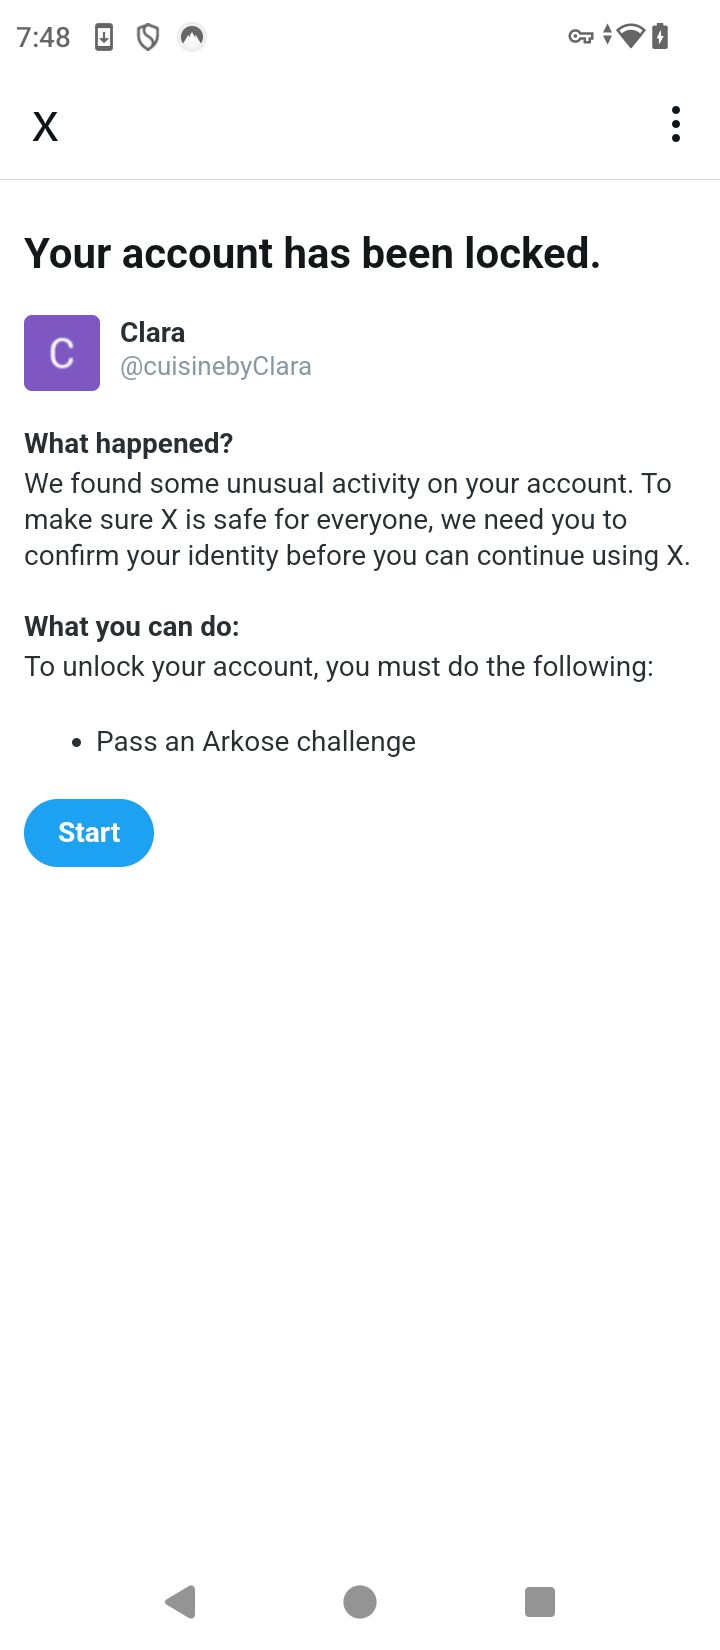 7:48
X
Your account has been locked.
C
Clara
@cuisinebyClara
What happened?
We found some unusual activity on your account. To
make sure X is safe for everyone, we need you to
confirm your identity before you can continue using X.
What you can do:
To unlock your account, you must do the following:
• Pass an Arkose challenge
Start